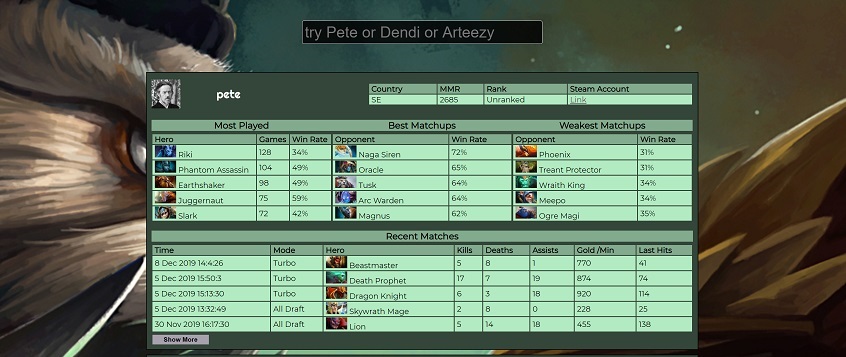 try Pete or Dendi or Arteezy
pete
Country MMR Rank Steam Account
SE 2685 Unranked Link
Most Played Best Matchups Weakest Matchups
Hero Games Win Rate Opponent Win Rate Opponent Win Rate
Riki 128 34% Naga Siren 72% Phoenix 31%
Phantom Assassin 104 49% Oracle 65% Treant Protector 31%
Earthshaker 98 49% Tusk 64% Wraith King 34%
Juggernaut 75 59% Arc Warden 64% Meepo 34%
Slark 72 42% Magnus 62% Ogre Magi 35%
Recent Matches
Time Mode Hero Kills Deaths Assists Gold /Min Last Hits
8 Dec 2019 14:4:26 Turbo Beastmaster 5 8 1 770 41
5 Dec 2019 15:50:3 Turbo Death Prophet 17 7 19 874 74
5 Dec 2019 15:13:30 Turbo Dragon Knight 6 3 18 920 114
5 Dec 2019 13:32:49 All Draft Skywrath Mage 2 8 0 228 25
30 Nov 2019 16:17:30 All Draft Lion 5 14 18 455 138
Show More